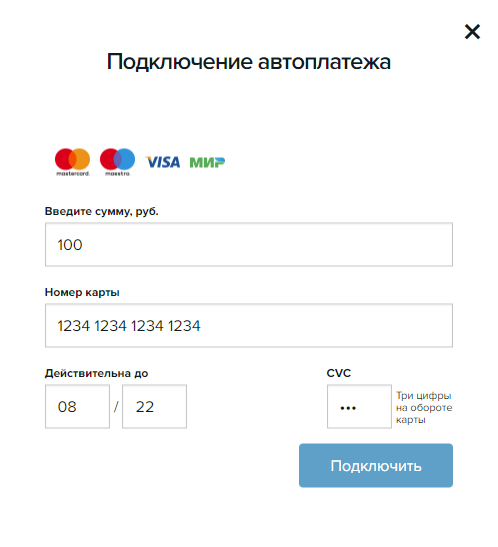 Подключение автоплатежа
mastercard. maestro. VISA МИР
Введите сумму, руб.
100
Номер карты
1234 1234 1234 1234
Действительна до
08 / 22
CVC
•••
Три цифры
на обороте
карты
Подключить